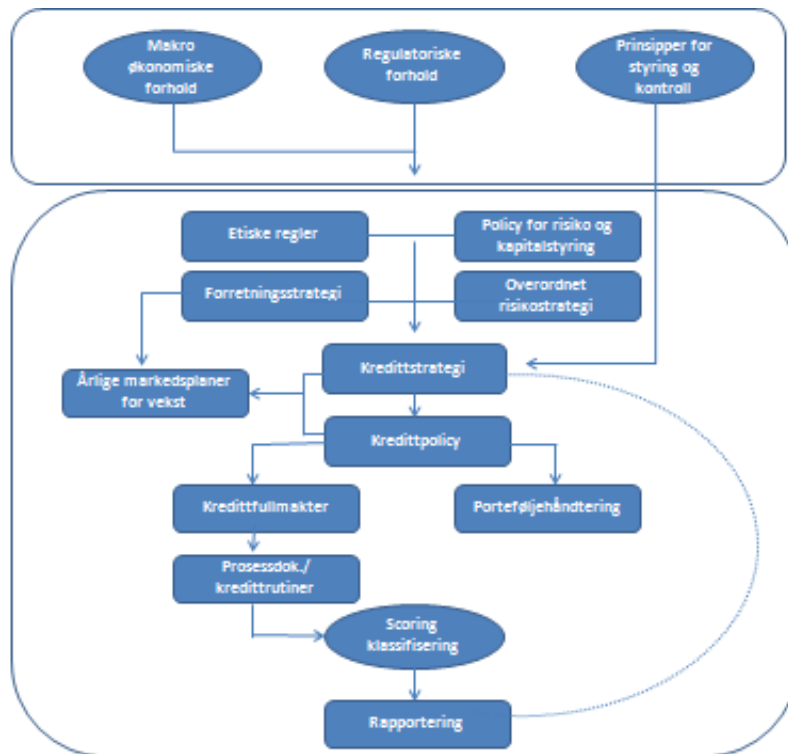 Makro
økonomiske
forhold
Regulatoriske
forhold
Prinsipper for
styring og
kontroll
Etiske regler
Policy for risiko og
kapitalstyring
Forretningsstrategi
Overordnet
risikostrategi
Kredittstrategi
Årlige markedsplaner
for vekst
Kredittpolicy
Kredittfullmakter
Porteføljehåndtering
Prosessdok./
kredittrutiner
Scoring
klassifisering
Rapportering